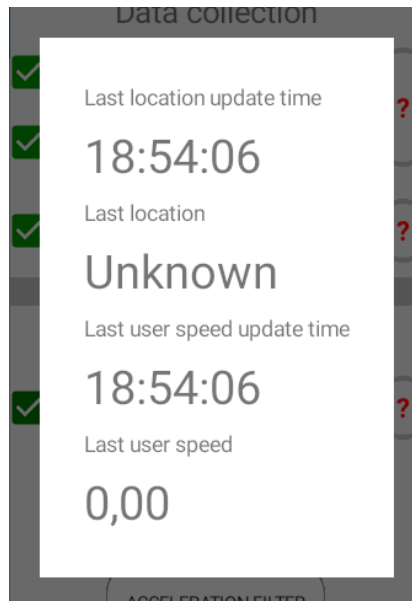 Data collection
Last location update time
?
18:54:06
Last location
?
Unknown
Last user speed update time
18:54:06
?
Last user speed
0,00
ACCELERATION FILTER